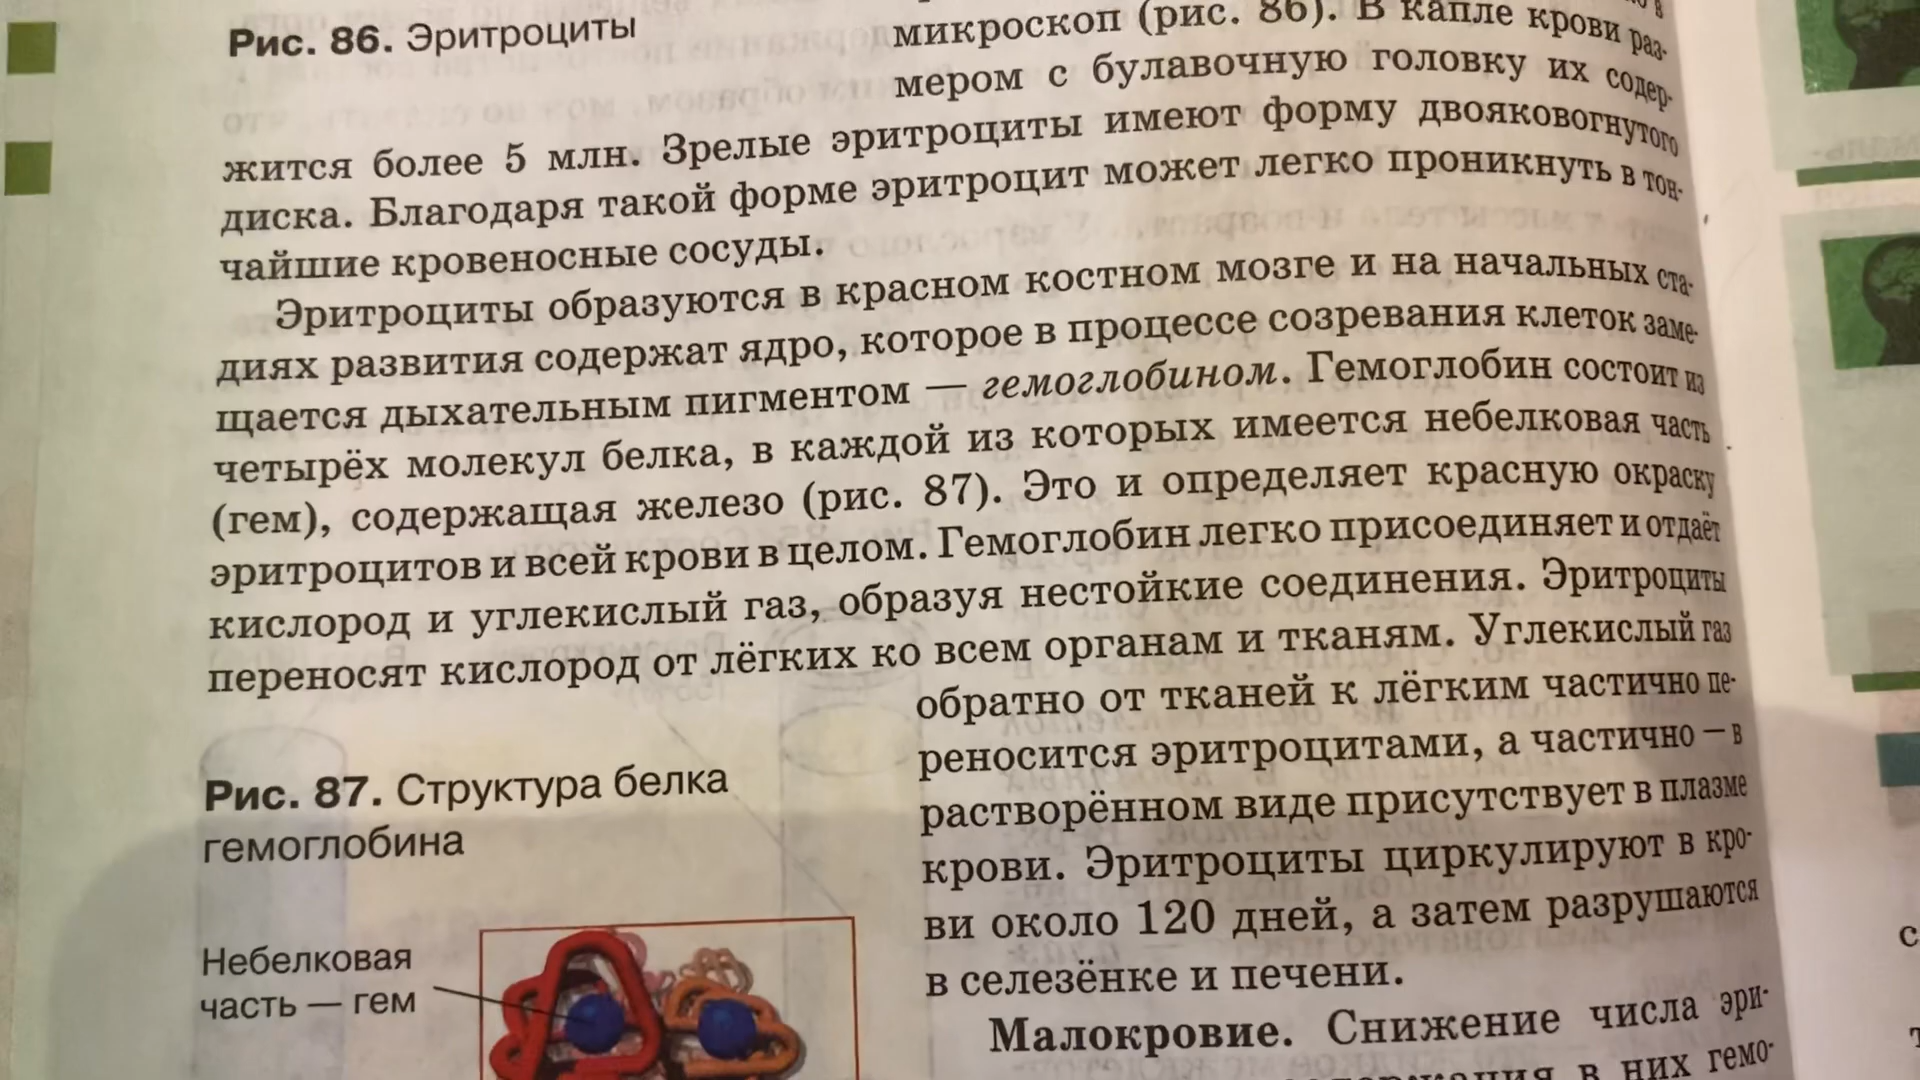 Рис. 86. Эритроциты
микроскоп (рис. 86). В капле крови раз-
мером с булавочную головку их содер-
жится более 5 млн. Зрелые эритроциты имеют форму двояковогнутого
диска. Благодаря такой форме эритроцит может легко проникнуть в тон-
чайшие кровеносные сосуды.
Эритроциты образуются в красном костном мозге и на начальных ста-
диях развития содержат ядро, которое в процессе созревания клеток заме-
щается дыхательным пигментом — гемоглобином. Гемоглобин состоит из
четырёх молекул белка, в каждой из которых имеется небелковая часть
(гем), содержащая железо (рис. 87). Это и определяет красную окраску
эритроцитов и всей крови в целом. Гемоглобин легко присоединяет и отдаёт
кислород и углекислый газ, образуя нестойкие соединения. Эритроциты
переносят кислород от лёгких ко всем органам и тканям. Углекислый газ
обратно от тканей к лёгким частично пе-
реносится эритроцитами, а частично – в
растворённом виде присутствует в плазме
крови. Эритроциты циркулируют в кро-
ви около 120 дней, а затем разрушаются
в селезёнке и печени.
Малокровие. Снижение числа эри-
в них гемо-
Рис. 87. Структура белка
гемоглобина
Небелковая
часть — гем